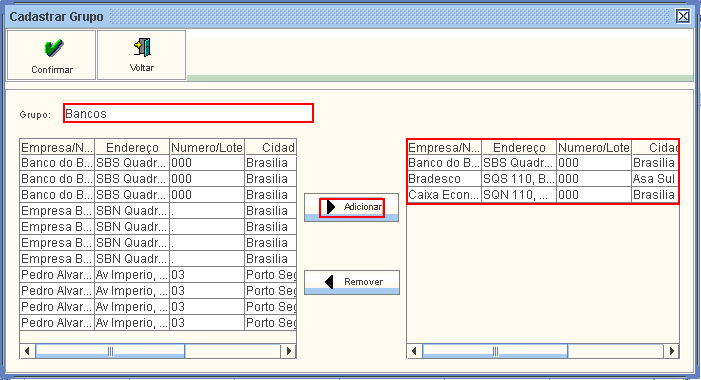 Cadastrar Grupo
Confirmar Voltar
Grupo: Bancos
Empresa/N... Endereço Numero/Lote Cidad
Banco do B... SBS Quadr... 000 Brasilia
Banco do B... SBS Quadr... 000 Brasilia
Banco do B... SBS Quadr... 000 Brasilia
Empresa B... SBN Quadr... . Brasilia
Empresa B... SBN Quadr... . Brasilia
Empresa B... SBN Quadr... . Brasilia
Empresa B... SBN Quadr... . Brasilia
Pedro Alvar... Av Imperio, ... 03 Porto Seg
Pedro Alvar... Av Imperio, ... 03 Porto Seg
Pedro Alvar... Av Imperio, ... 03 Porto Seg
Pedro Alvar... Av Imperio, ... 03 Porto Seg
Adicionar
Remover
Empresa/N... Endereço Numero/Lote Cidad
Banco do B... SBS Quadr... 000 Brasilia
Bradesco SQS 110, B... 000 Asa Sul
Caixa Econ... SQN 110, ... 000 Brasilia